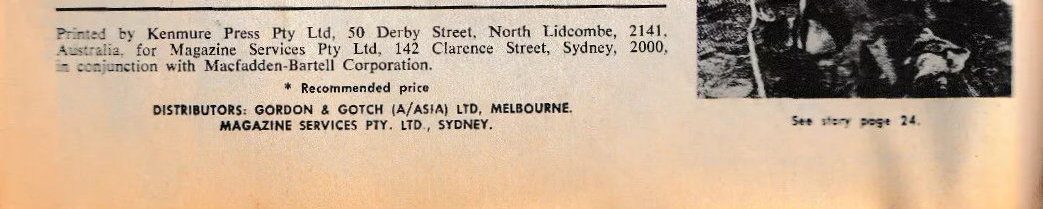 Printed by Kenmure Press Pty Ltd, 50 Derby Street, North Lidcombe, 2141,
Australia, for Magazine Services Pty Ltd, 142 Clarence Street, Sydney, 2000,
in conjunction with Macfadden-Bartell Corporation.
* Recommended price
DISTRIBUTORS: GORDON & GOTCH (A/ASIA) LTD, MELBOURNE.
MAGAZINE SERVICES PTY. LTD., SYDNEY.
See story page 24.